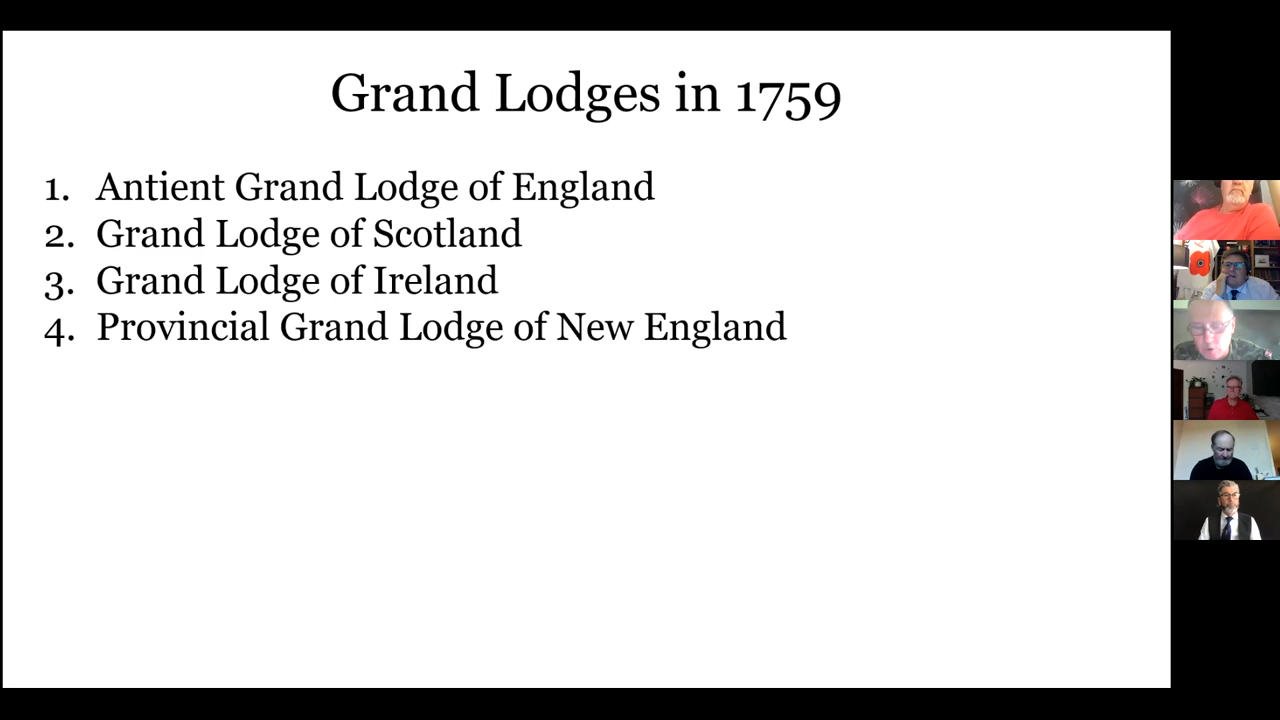 Grand Lodges in 1759
1. Antient Grand Lodge of England
2. Grand Lodge of Scotland
3. Grand Lodge of Ireland
4. Provincial Grand Lodge of New England